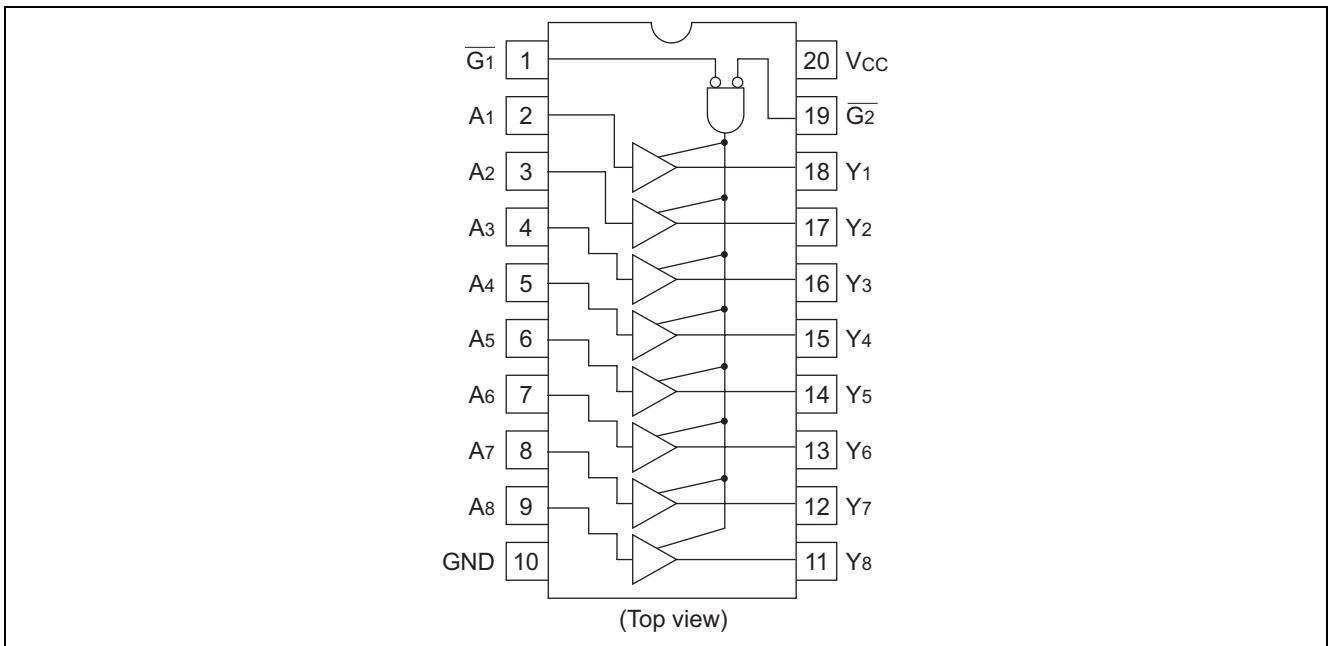 G̅1̅ 1 20 VCC
A1 2 19 G̅2̅
A2 3 18 Y1
A3 4 17 Y2
A4 5 16 Y3
A5 6 15 Y4
A6 7 14 Y5
A7 8 13 Y6
A8 9 12 Y7
GND 10 11 Y8
(Top view)